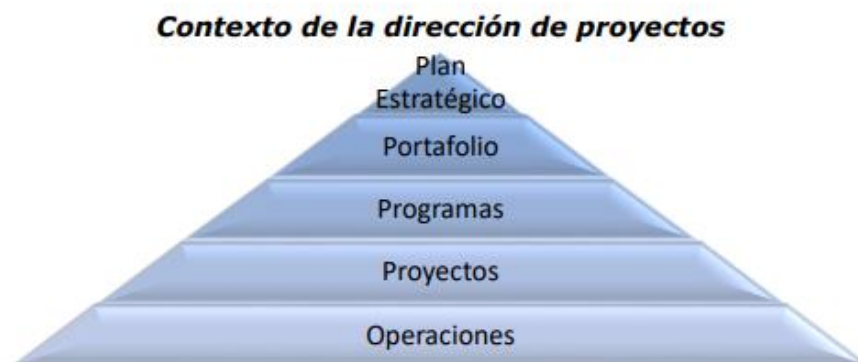 Contexto de la dirección de proyectos
Plan
Estratégico
Portafolio
Programas
Proyectos
Operaciones